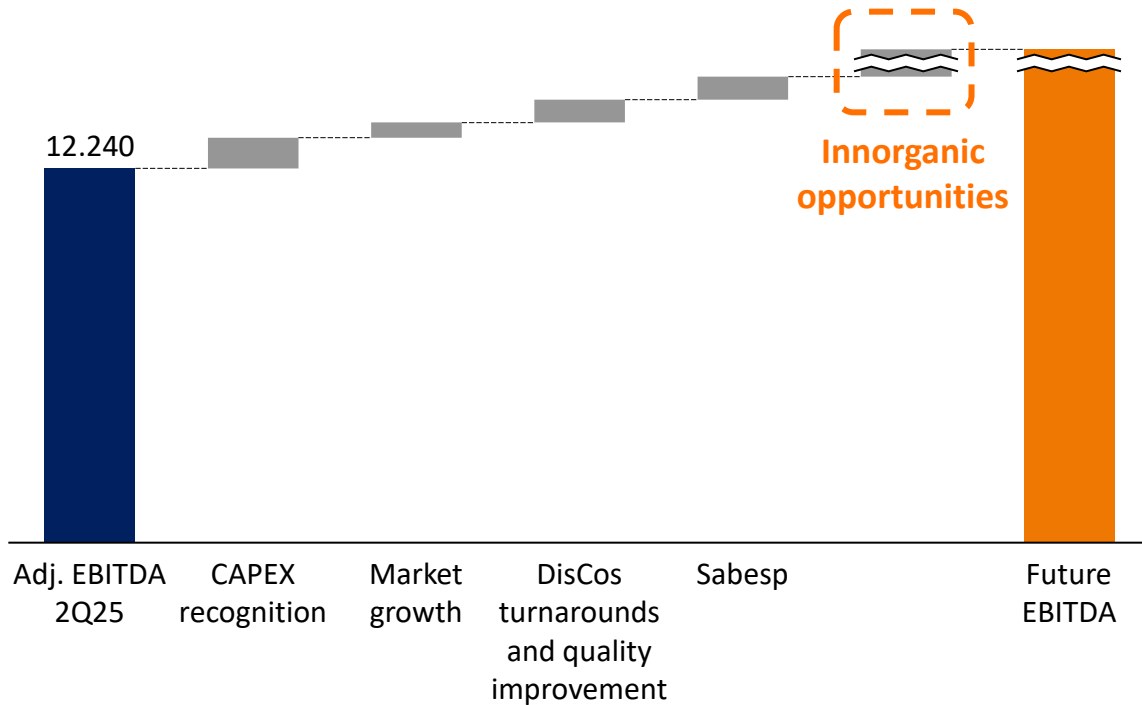 12.240
Innorganic
opportunities
Adj. EBITDA
2Q25
CAPEX
recognition
Market
growth
DisCos
turnarounds
and quality
improvement
Sabesp
Future
EBITDA